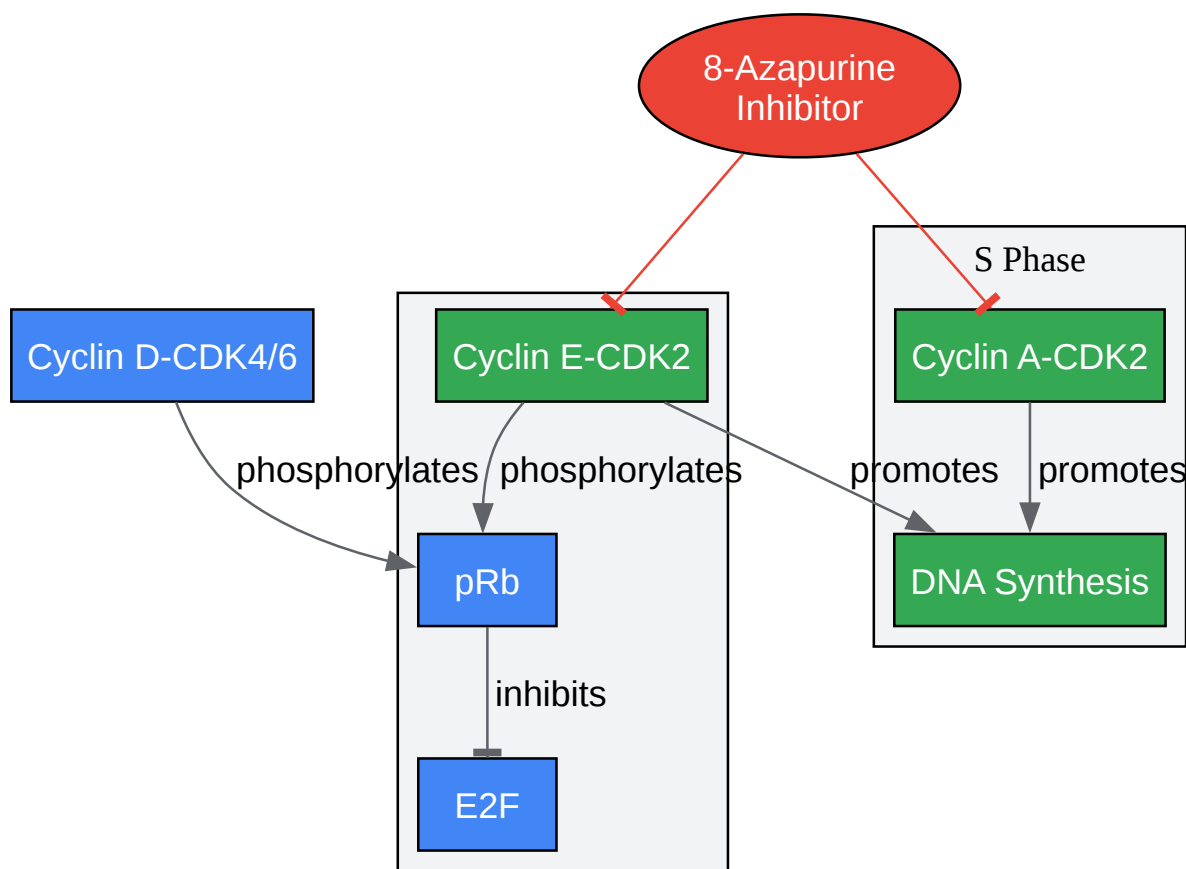 8-Azapurine
Inhibitor
S Phase
Cyclin D-CDK4/6
Cyclin E-CDK2
Cyclin A-CDK2
phosphorylates
phosphorylates
promotes
promotes
pRb
DNA Synthesis
inhibits
E2F